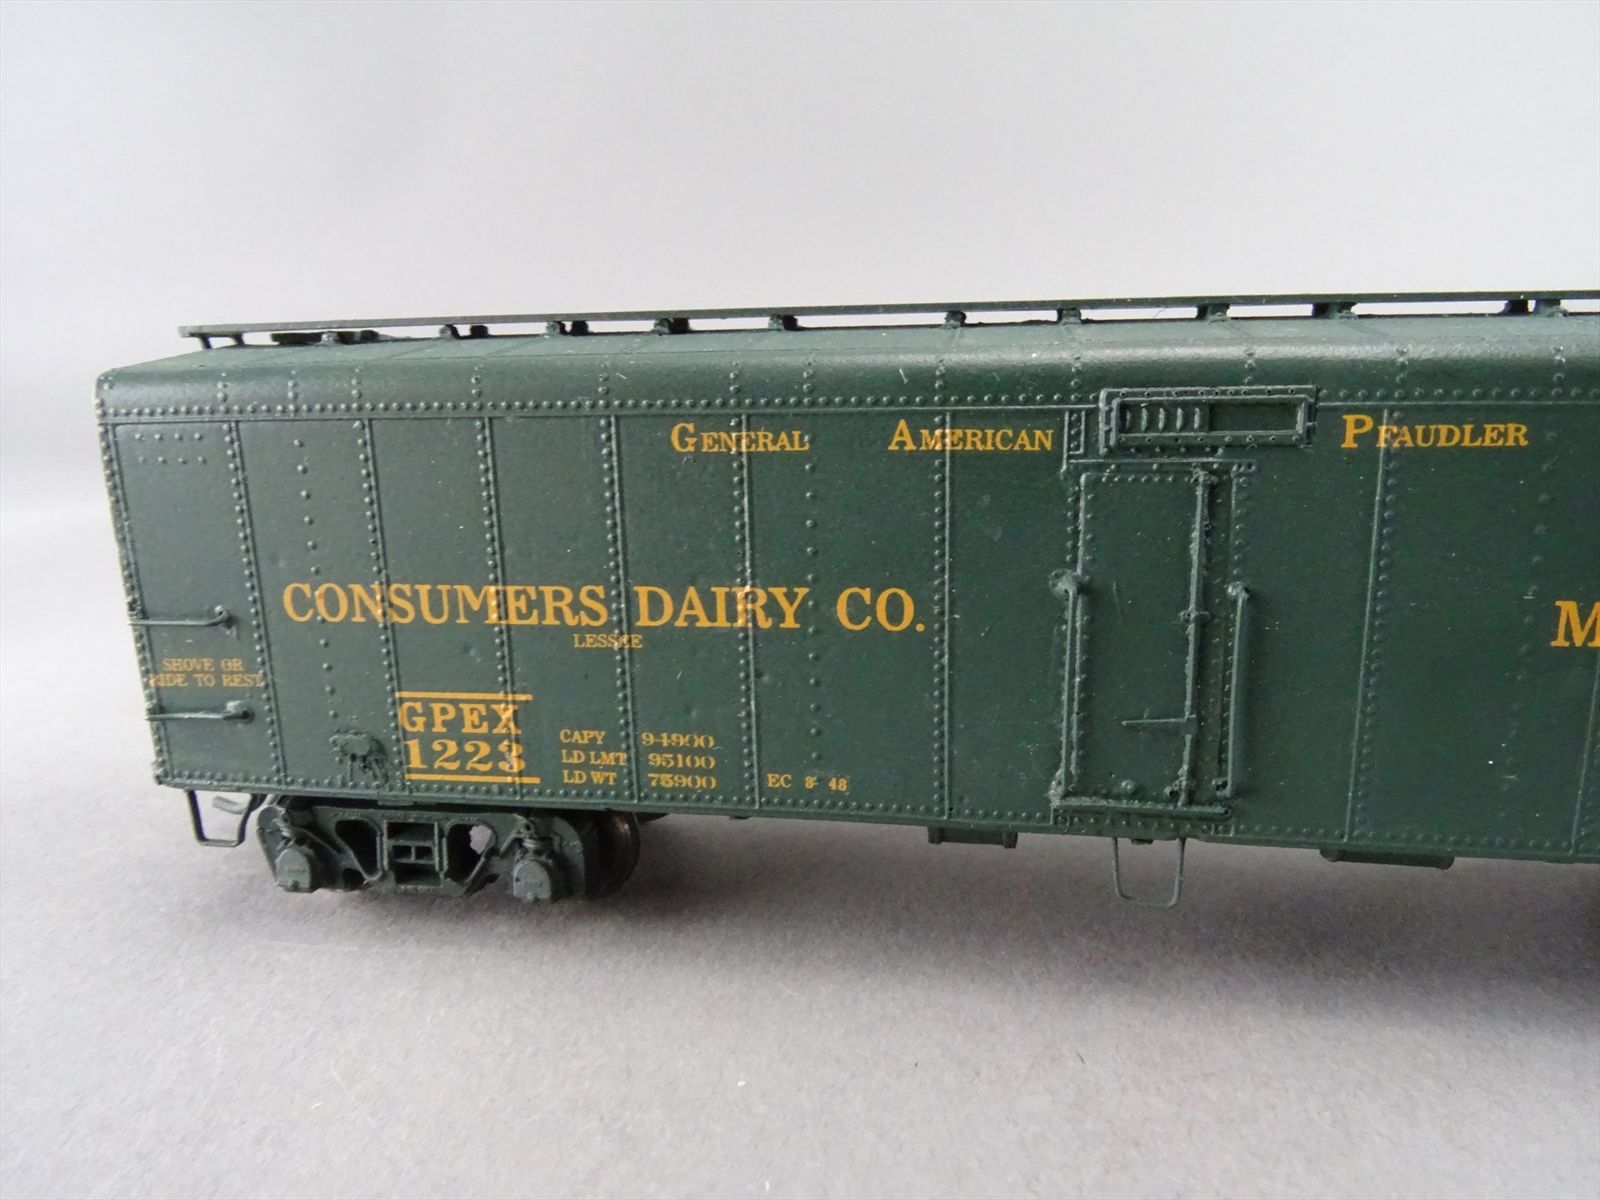 GENERAL AMERICAN PFAUDLER
CONSUMERS DAIRY CO.
LESSEE
M
SHOVE OR
RIDE TO REST
GPEX
1223
CAPY 94900
LD LMT 95100
LD WT 75900 EC 8- 48